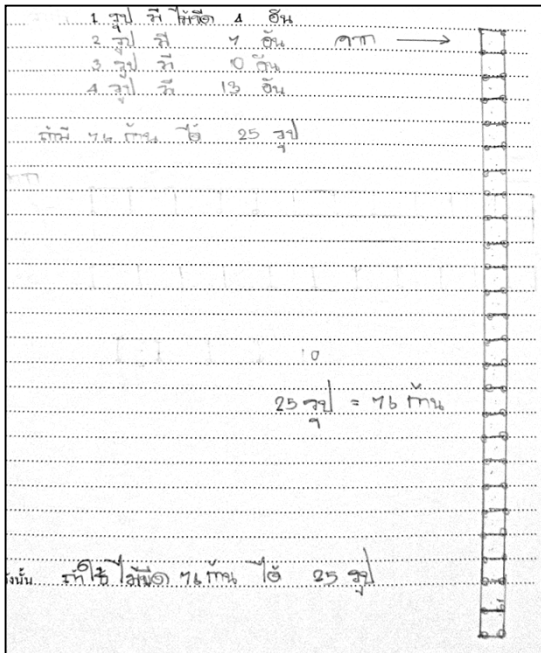 1 รูป มี ไม้ขีด 4 อัน
2 รูป มี 7 อัน จาก →
3 รูป มี 10 อัน
4 รูป มี 13 อัน
ถ้ามี 76 ก้าน ได้ 25 รูป
10
25 รูป = 76 ก้าน
ดังนั้น ถ้าใช้ไม้ขีด 76 ก้าน ได้ 25 รูป